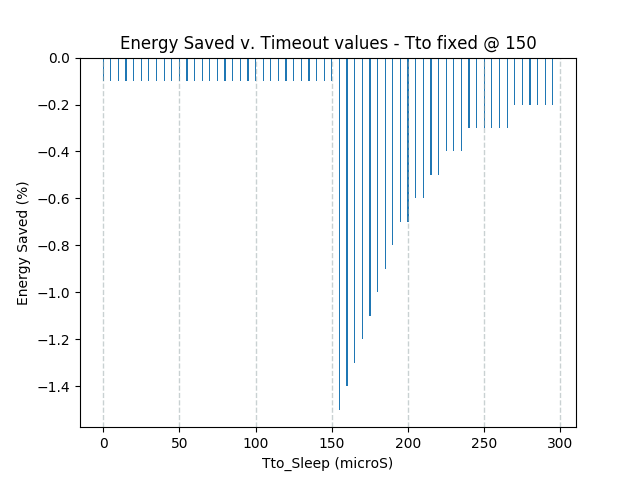 Energy Saved v. Timeout values - Tto fixed @ 150
0.0
−0.2
−0.4
−0.6
−0.8
−1.0
−1.2
−1.4
Energy Saved (%)
0 50 100 150 200 250 300
Tto_Sleep (microS)